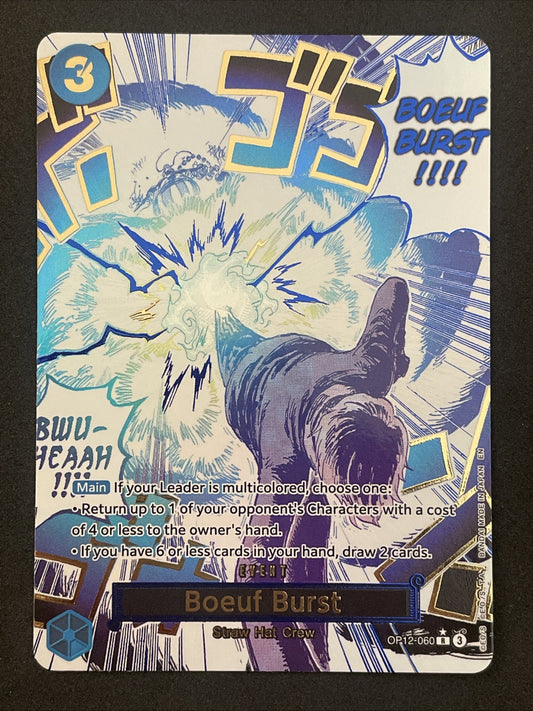 3
ゴゴ
BOEUF
BURST
!!!!
BWU-
HEAAH
!!!!
Main If your Leader is multicolored, choose one:
• Return up to 1 of your opponent's Characters with a cost
of 4 or less to the owner's hand.
• If you have 6 or less cards in your hand, draw 2 cards.
EVENT
Boeuf Burst
Straw Hat Crew
OP12-060 R 3
BANDAI MADE IN JAPAN EN